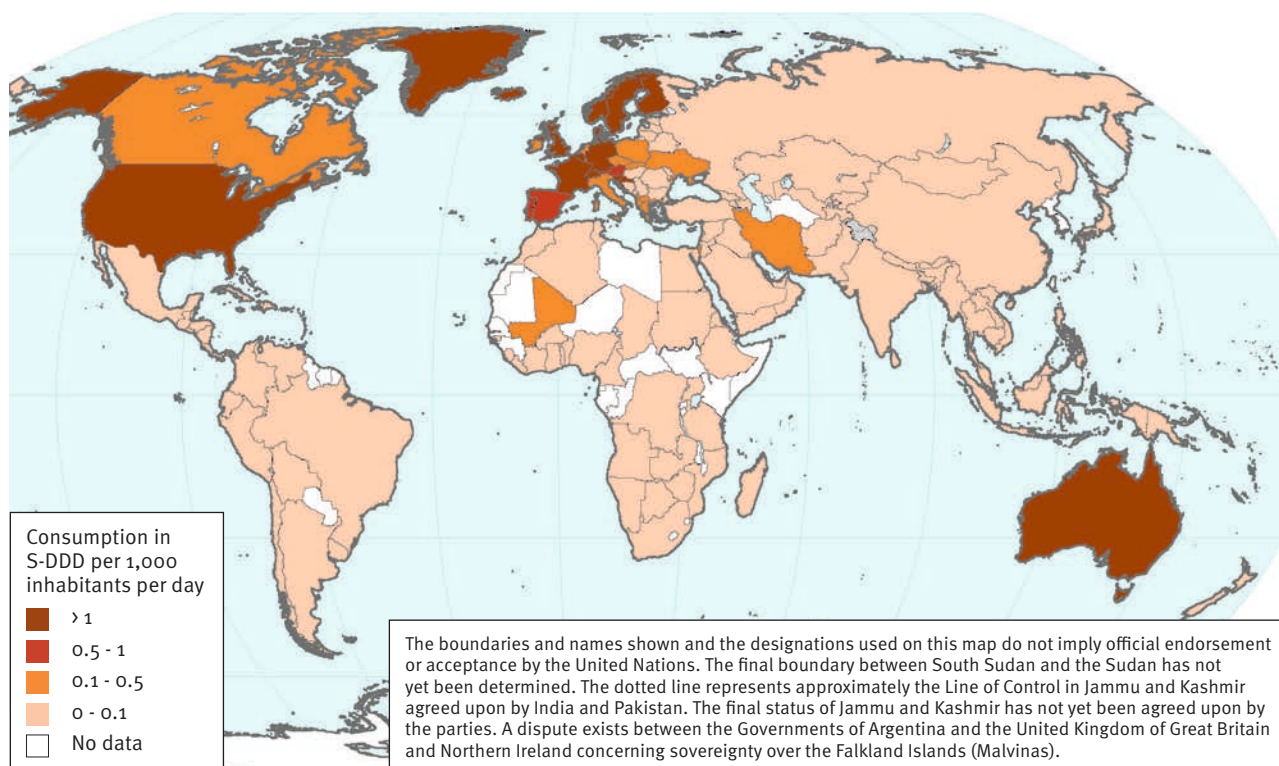 Consumption in
S-DDD per 1,000
inhabitants per day
> 1
0.5 - 1
0.1 - 0.5
0 - 0.1
No data
The boundaries and names shown and the designations used on this map do not imply official endorsement
or acceptance by the United Nations. The final boundary between South Sudan and the Sudan has not
yet been determined. The dotted line represents approximately the Line of Control in Jammu and Kashmir
agreed upon by India and Pakistan. The final status of Jammu and Kashmir has not yet been agreed upon by
the parties. A dispute exists between the Governments of Argentina and the United Kingdom of Great Britain
and Northern Ireland concerning sovereignty over the Falkland Islands (Malvinas).